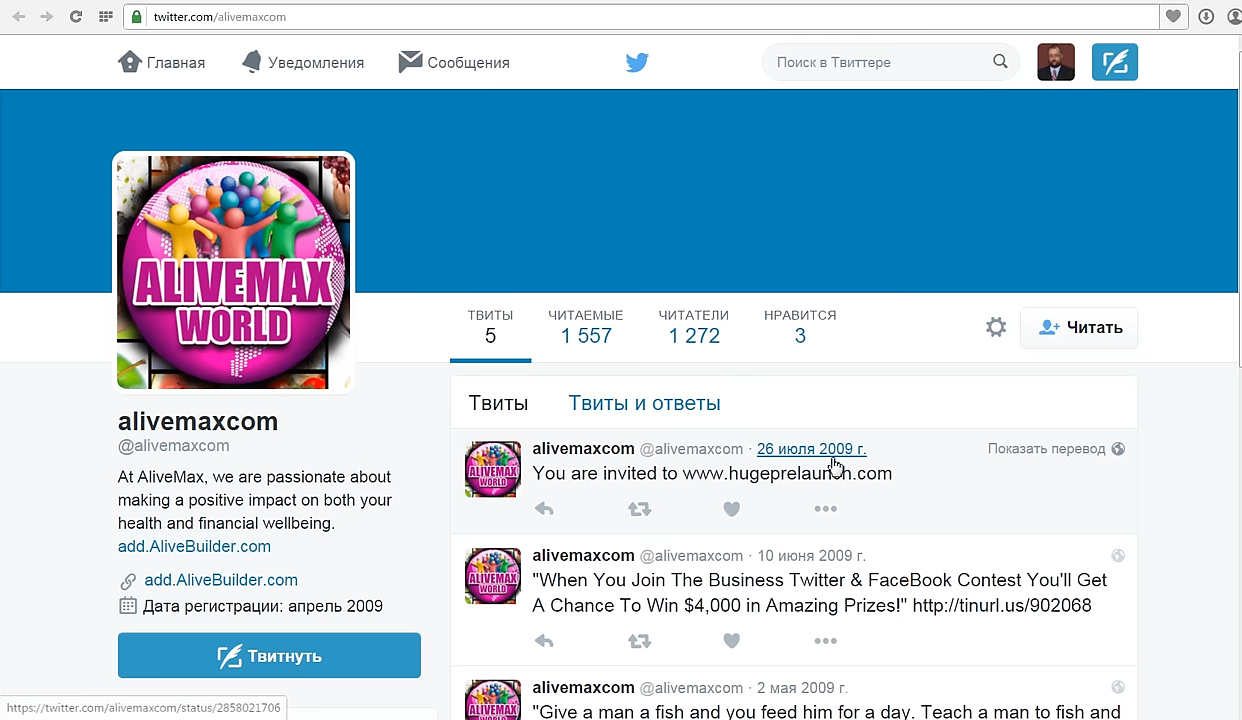 twitter.com/alivemaxcom
Главная
Уведомления
Сообщения
Поиск в Твиттере
ALIVEMAX
WORLD
ТВИТЫ
5
ЧИТАЕМЫЕ
1 557
ЧИТАТЕЛИ
1 272
НРАВИТСЯ
3
Читать
alivemaxcom
@alivemaxcom
At AliveMax, we are passionate about
making a positive impact on both your
health and financial wellbeing.
add.AliveBuilder.com
add.AliveBuilder.com
Дата регистрации: апрель 2009
Твитнуть
Твиты
Твиты и ответы
ALIVEMAX
WORLD
alivemaxcom @alivemaxcom · 26 июля 2009 г.
Показать перевод
You are invited to www.hugeprelaunch.com
ALIVEMAX
WORLD
alivemaxcom @alivemaxcom · 10 июня 2009 г.
"When You Join The Business Twitter & FaceBook Contest You'll Get
A Chance To Win $4,000 in Amazing Prizes!" http://tinurl.us/902068
ALIVEMAX
alivemaxcom @alivemaxcom · 2 мая 2009 г.
"Give a man a fish and you feed him for a day. Teach a man to fish and
https://twitter.com/alivemaxcom/status/2858021706